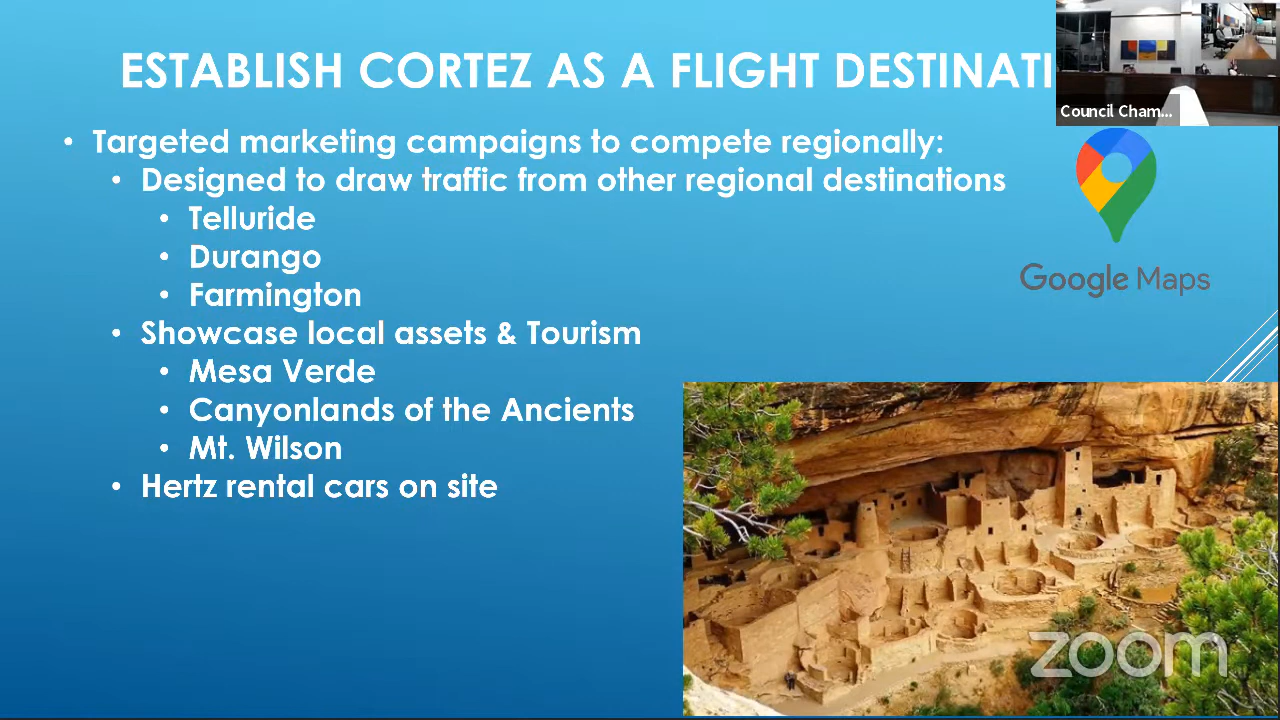 ESTABLISH CORTEZ AS A FLIGHT DESTINATI
Council Cham...
• Targeted marketing campaigns to compete regionally:
• Designed to draw traffic from other regional destinations
• Telluride
• Durango
• Farmington
• Showcase local assets & Tourism
• Mesa Verde
• Canyonlands of the Ancients
• Mt. Wilson
• Hertz rental cars on site
Google Maps
zoom